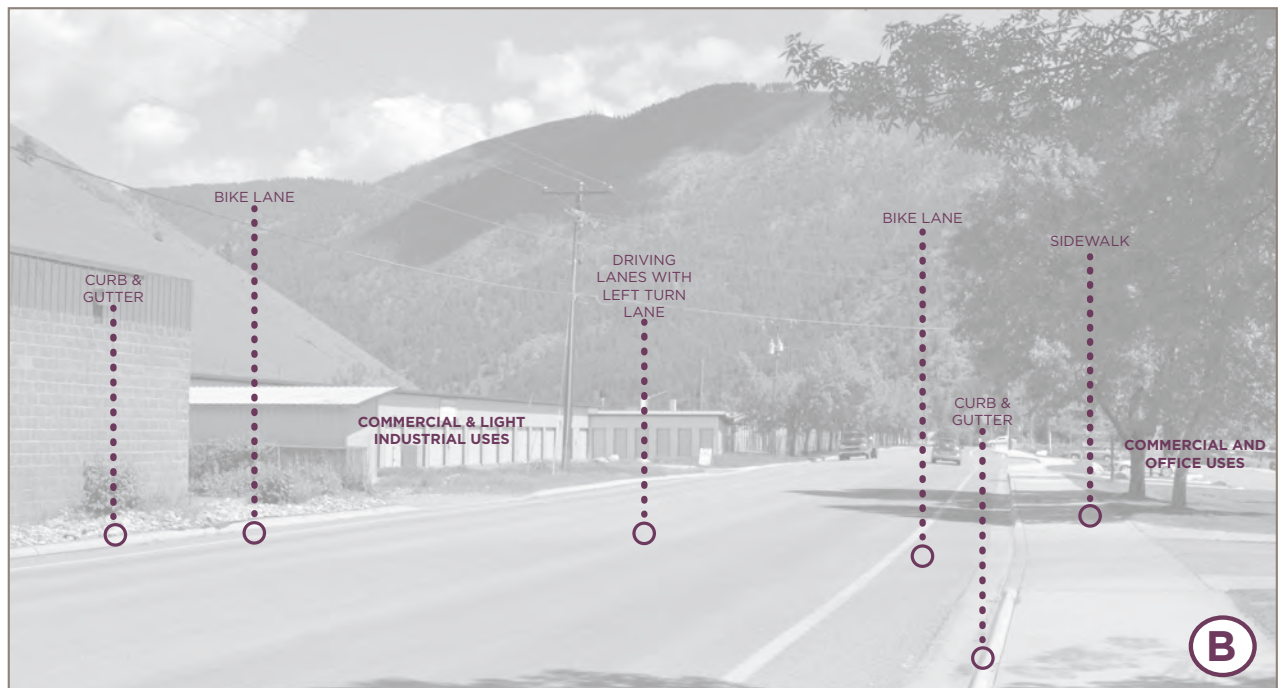 BIKE LANE
BIKE LANE
SIDEWALK
DRIVING
LANES WITH
LEFT TURN
LANE
CURB &
GUTTER
CURB &
GUTTER
COMMERCIAL & LIGHT
INDUSTRIAL USES
COMMERCIAL AND
OFFICE USES
B